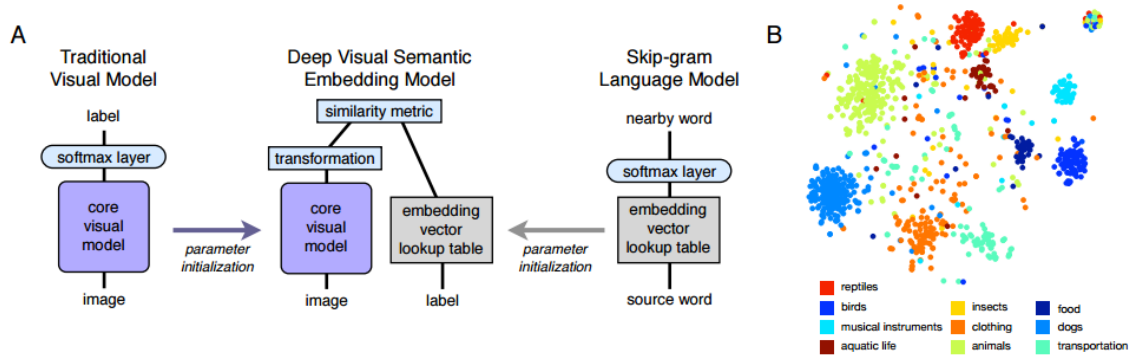 A
Traditional
Visual Model
label
softmax layer
core
visual
model
image
parameter
initialization
Deep Visual Semantic
Embedding Model
similarity metric
transformation
core
visual
model
image
embedding
vector
lookup table
label
parameter
initialization
Skip-gram
Language Model
nearby word
softmax layer
embedding
vector
lookup table
source word
B
reptiles
birds
musical instruments
aquatic life
insects
clothing
animals
food
dogs
transportation